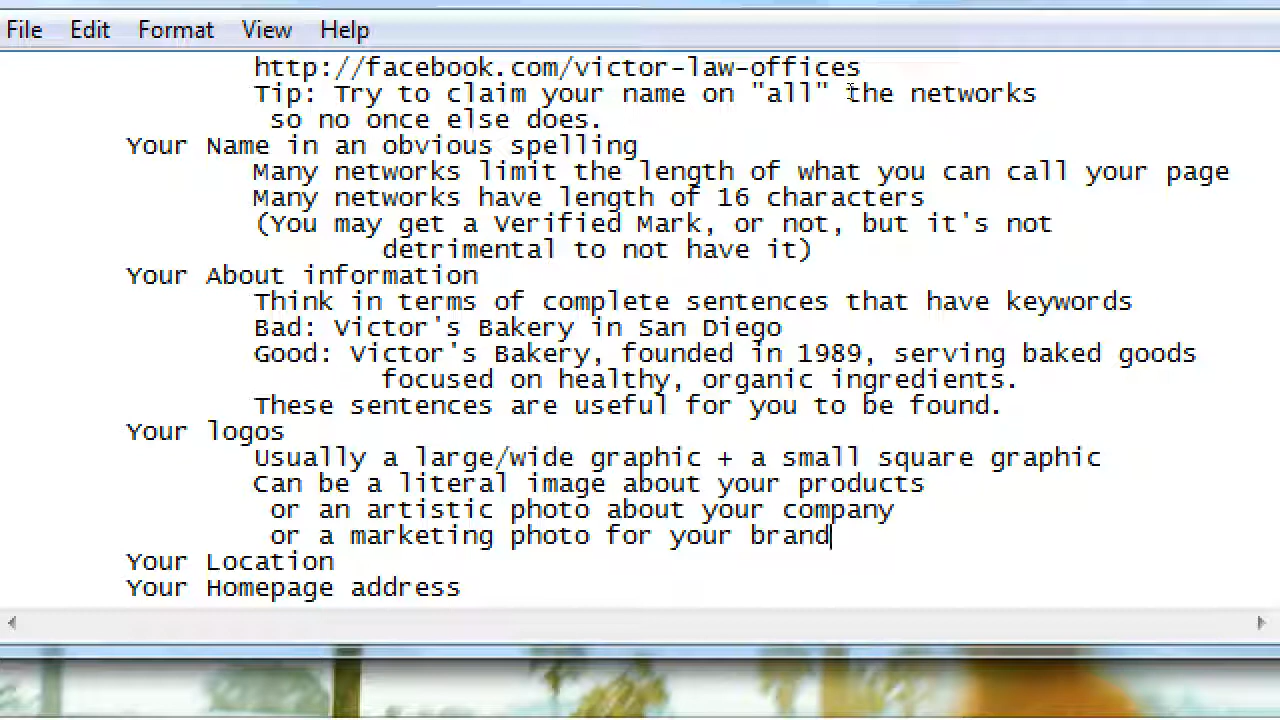 File Edit Format View Help
http://facebook.com/victor-law-offices
Tip: Try to claim your name on "all" the networks
so no once else does.
Your Name in an obvious spelling
Many networks limit the length of what you can call your page
Many networks have length of 16 characters
(You may get a Verified Mark, or not, but it's not
detrimental to not have it)
Your About information
Think in terms of complete sentences that have keywords
Bad: Victor's Bakery in San Diego
Good: Victor's Bakery, founded in 1989, serving baked goods
focused on healthy, organic ingredients.
These sentences are useful for you to be found.
Your logos
Usually a large/wide graphic + a small square graphic
Can be a literal image about your products
or an artistic photo about your company
or a marketing photo for your brand
Your Location
Your Homepage address